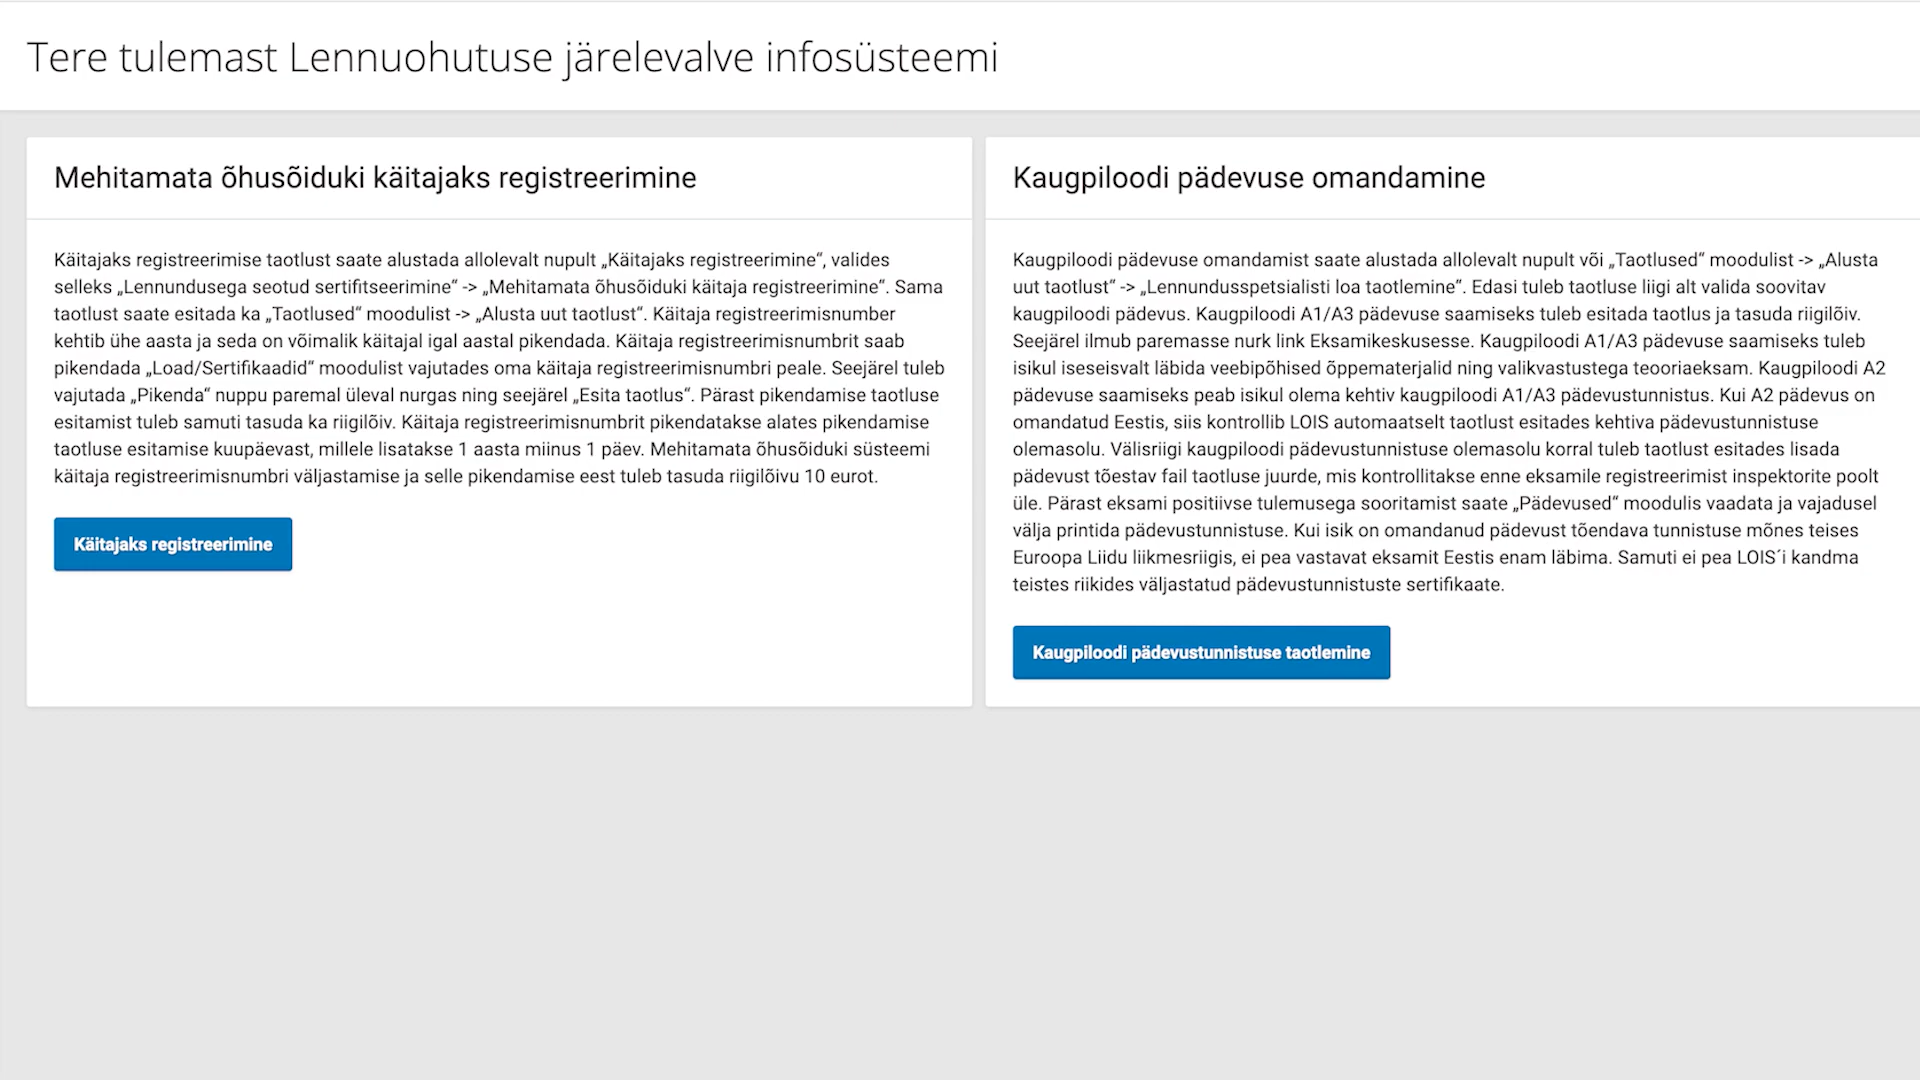 Tere tulemast Lennuohutuse järelevalve infosüsteemi
Mehitamata õhusõiduki käitajaks registreerimine
Käitajaks registreerimise taotlust saate alustada allolevalt nupult „Käitajaks registreerimine“, valides
selleks „Lennundusega seotud sertifitseerimine“ -> „Mehitamata õhusõiduki käitaja registreerimine“. Sama
taotlust saate esitada ka „Taotlused“ moodulist -> „Alusta uut taotlust“. Käitaja registreerimisnumber
kehtib ühe aasta ja seda on võimalik käitajal igal aastal pikendada. Käitaja registreerimisnumbrit saab
pikendada „Load/Sertifikaadid“ moodulist vajutades oma käitaja registreerimisnumbri peale. Seejärel tuleb
vajutada „Pikenda“ nuppu paremal üleval nurgas ning seejärel „Esita taotlus“. Pärast pikendamise taotluse
esitamist tuleb samuti tasuda ka riigilõiv. Käitaja registreerimisnumbrit pikendatakse alates pikendamise
taotluse esitamise kuupäevast, millele lisatakse 1 aasta miinus 1 päev. Mehitamata õhusõiduki süsteemi
käitaja registreerimisnumbri väljastamise ja selle pikendamise eest tuleb tasuda riigilõivu 10 eurot.
Käitajaks registreerimine
Kaugpiloodi pädevuse omandamine
Kaugpiloodi pädevuse omandamist saate alustada allolevalt nupult või „Taotlused“ moodulist -> „Alusta
uut taotlust“ -> „Lennundusspetsialisti loa taotlemine“. Edasi tuleb taotluse liigi alt valida soovitav
kaugpiloodi pädevus. Kaugpiloodi A1/A3 pädevuse saamiseks tuleb esitada taotlus ja tasuda riigilõiv.
Seejärel ilmub paremasse nurk link Eksamikeskusesse. Kaugpiloodi A1/A3 pädevuse saamiseks tuleb
isikul iseseisvalt läbida veebipõhised õppematerjalid ning valikvastustega teooriaeksam. Kaugpiloodi A2
pädevuse saamiseks peab isikul olema kehtiv kaugpiloodi A1/A3 pädevustunnistus. Kui A2 pädevus on
omandatud Eestis, siis kontrollib LOIS automaatselt taotlust esitades kehtiva pädevustunnistuse
olemasolu. Välisriigi kaugpiloodi pädevustunnistuse olemasolu korral tuleb taotlust esitades lisada
pädevust tõestav fail taotluse juurde, mis kontrollitakse enne eksamile registreerimist inspektorite poolt
üle. Pärast eksami positiivse tulemusega sooritamist saate „Pädevused“ moodulis vaadata ja vajadusel
välja printida pädevustunnistuse. Kui isik on omandanud pädevust tõendava tunnistuse mõnes teises
Euroopa Liidu liikmesriigis, ei pea vastavat eksamit Eestis enam läbima. Samuti ei pea LOIS´i kandma
teistes riikides väljastatud pädevustunnistuste sertifikaate.
Kaugpiloodi pädevustunnistuse taotlemine